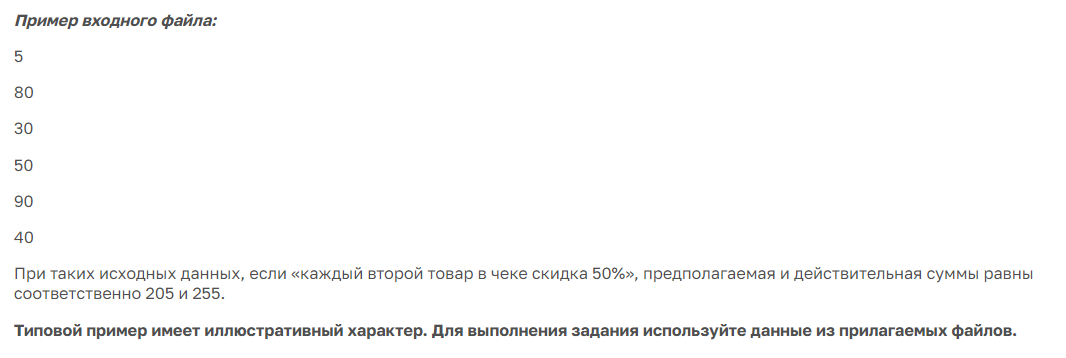 Пример входного файла:
5
80
30
50
90
40
При таких исходных данных, если «каждый второй товар в чеке скидка 50%», предполагаемая и действительная суммы равны
соответственно 205 и 255.
Типовой пример имеет иллюстративный характер. Для выполнения задания используйте данные из прилагаемых файлов.